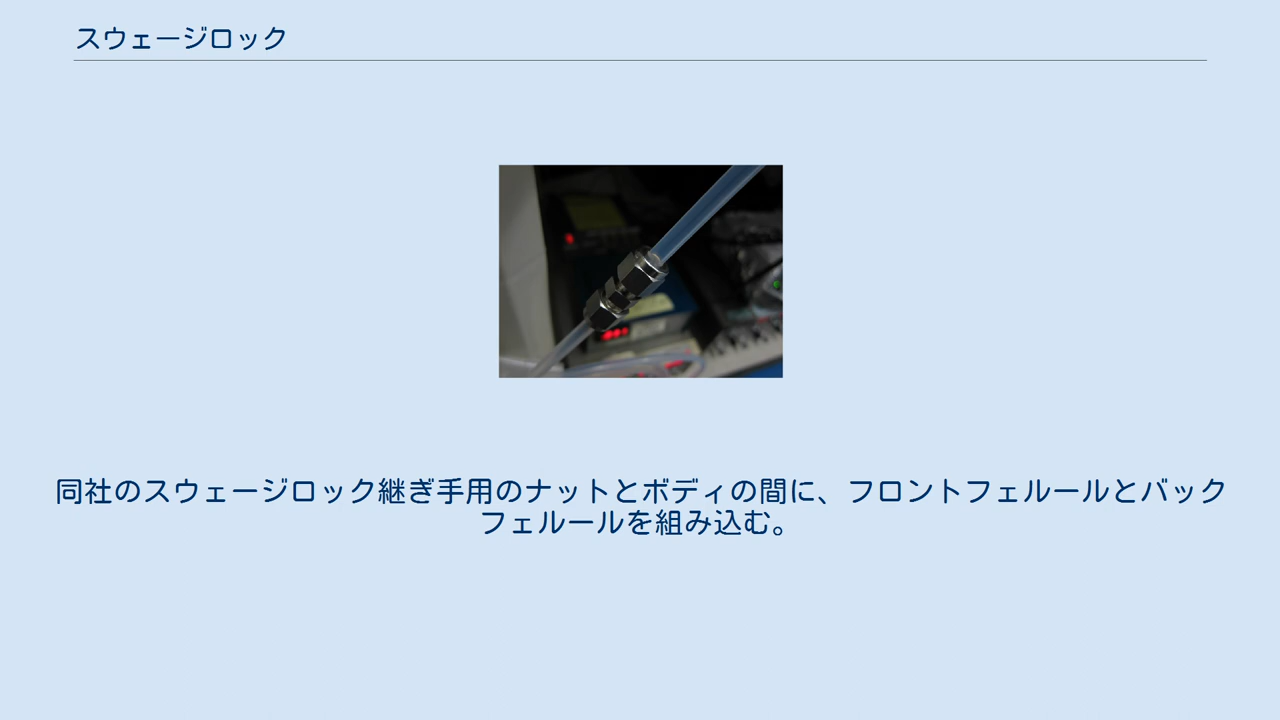 スウェージロック
同社のスウェージロック継ぎ手用のナットとボディの間に、フロントフェルールとバック
フェルールを組み込む。